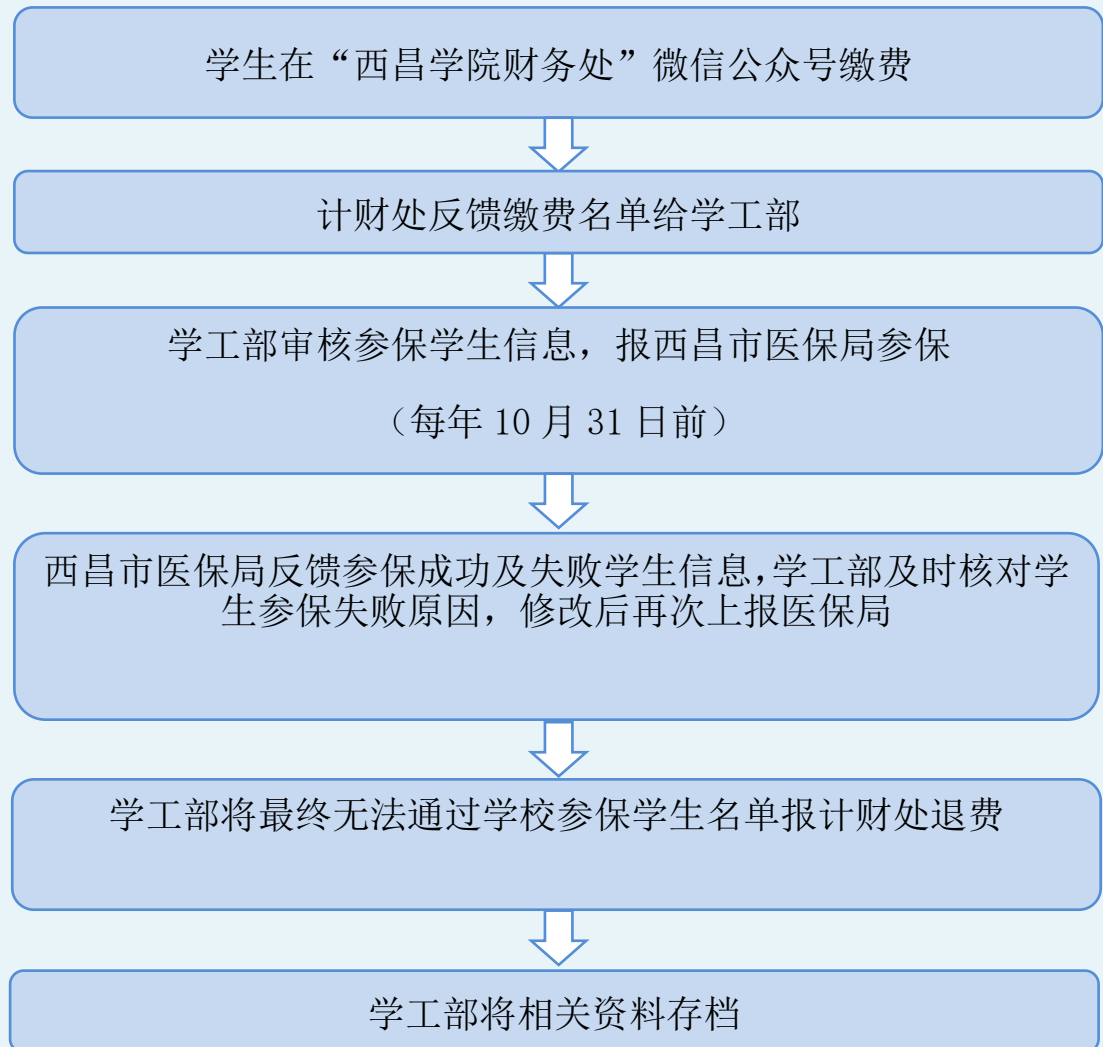 学生在“西昌学院财务处”微信公众号缴费
计财处反馈缴费名单给学工部
学工部审核参保学生信息，报西昌市医保局参保
（每年 10 月 31 日前）
西昌市医保局反馈参保成功及失败学生信息,学工部及时核对学
生参保失败原因，修改后再次上报医保局
学工部将最终无法通过学校参保学生名单报计财处退费
学工部将相关资料存档